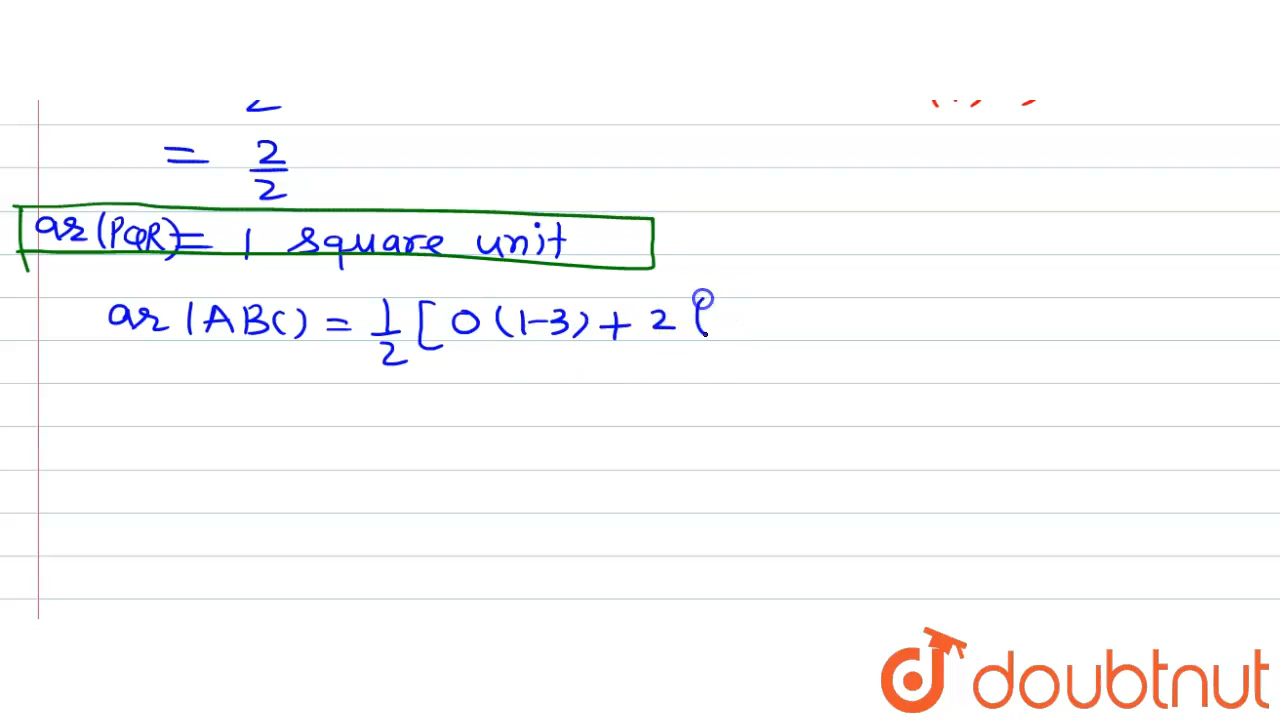 = 2/2
ar(PQR) = 1 square unit
ar(ABC) = 1/2 [ 0 (1-3) + 2 (
doubtnut